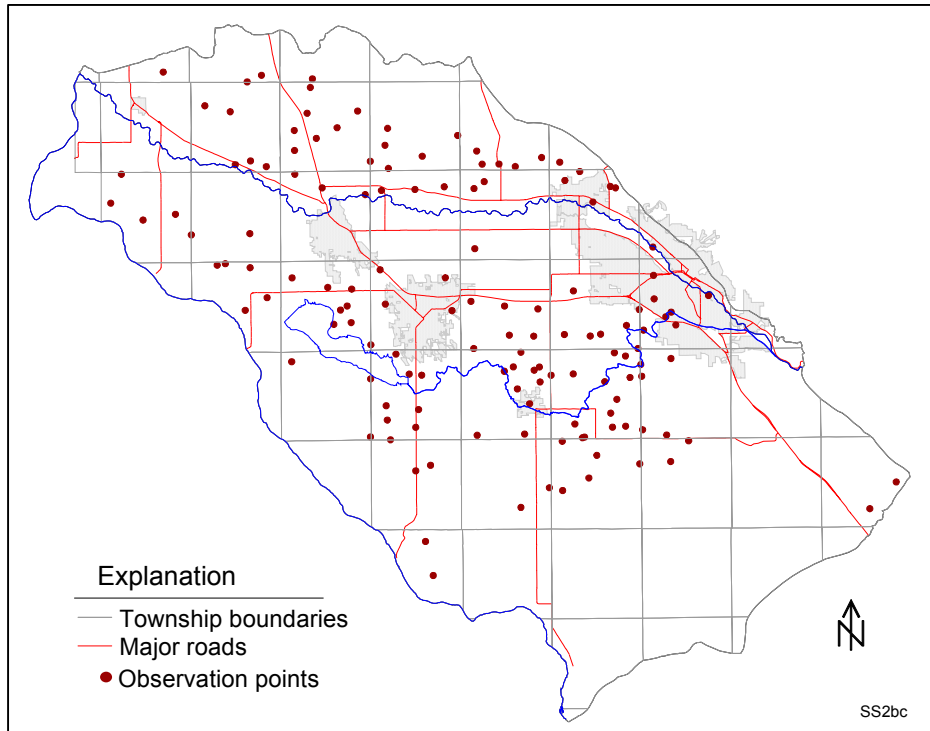 Explanation
Township boundaries
Major roads
Observation points
N
SS2bc